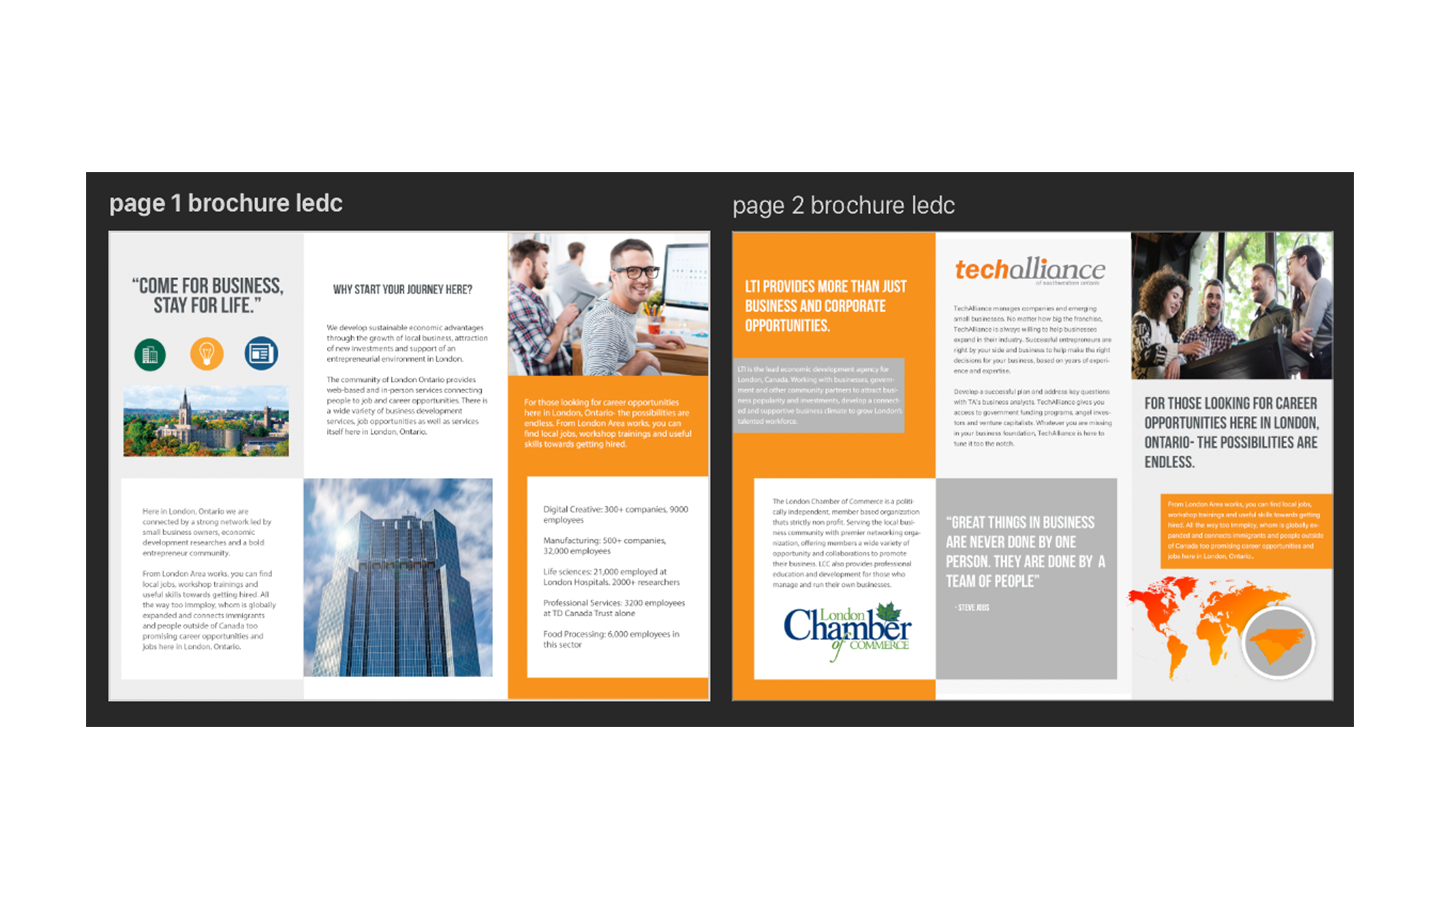 page 1 brochure ledc
“COME FOR BUSINESS,
STAY FOR LIFE.”
Here in London, Ontario we are
connected by a strong network led by
small business owners, economic
development researches and a bold
entrepreneur community.
From London Area works, you can find
local jobs, workshop trainings and
useful skills towards getting hired. All
the way too immploy, whom is globally
expanded and connects immigrants
and people outside of Canada too
promising career opportunities and
jobs here in London, Ontario.
WHY START YOUR JOURNEY HERE?
We develop sustainable economic advantages
through the growth of local business, attraction
of new investments and support of an
entrepreneurial environment in London.
The community of London Ontario provides
web-based and in-person services connecting
people to job and career opportunities. There is
a wide variety of business development
services, job opportunities as well as services
itself here in London, Ontario.
For those looking for career opportunities
here in London, Ontario- the possibilities are
endless. From London Area works, you can
find local jobs, workshop trainings and useful
skills towards getting hired.
Digital Creative: 300+ companies, 9000
employees
Manufacturing: 500+ companies,
32,000 employees
Life sciences: 21,000 employed at
London Hospitals, 2000+ researchers
Professional Services: 3200 employees
at TD Canada Trust alone
Food Processing: 6,000 employees in
this sector
page 2 brochure ledc
LTI PROVIDES MORE THAN JUST
BUSINESS AND CORPORATE
OPPORTUNITIES.
LTI is the lead economic development agency for
London, Canada. Working with businesses, govern-
ment and other community partners to attract busi-
ness popularity and investments, develop a connect-
ed and supportive business climate to grow London's
talented workforce.
The London Chamber of Commerce is a politi-
cally independent, member based organization
thats strictly non profit. Serving the local busi-
ness community with premier networking orga-
nization, offering members a wide variety of
opportunity and collaborations to promote
their business. LCC also provides professional
education and development for those who
manage and run their own businesses.
London
Chamber
of COMMERCE
techalliance
of southwestern ontario
TechAlliance manages companies and emerging
small businesses. No matter how big the franchise,
TechAlliance is always willing to help businesses
expand in their industry. Successful entrepreneurs are
right by your side and business to help make the right
decisions for your business, based on years of experi-
ence and expertise.
Develop a successful plan and address key questions
with TA's business analysts. TechAlliance gives you
access to government funding programs, angel inves-
tors and venture capitalists. Whatever you are missing
in your business foundation, TechAlliance is here to
tune it too the notch.
“GREAT THINGS IN BUSINESS
ARE NEVER DONE BY ONE
PERSON. THEY ARE DONE BY A
TEAM OF PEOPLE”
- STEVE JOBS
FOR THOSE LOOKING FOR CAREER
OPPORTUNITIES HERE IN LONDON,
ONTARIO- THE POSSIBILITIES ARE
ENDLESS.
From London Area works, you can find local jobs,
workshop trenings and useful skills towards getting
hired. All the way too immploy, whom is globally ex-
panded and connects immigrants and people outside
of Canada too promising career opportunities and
jobs here in London, Ontario..